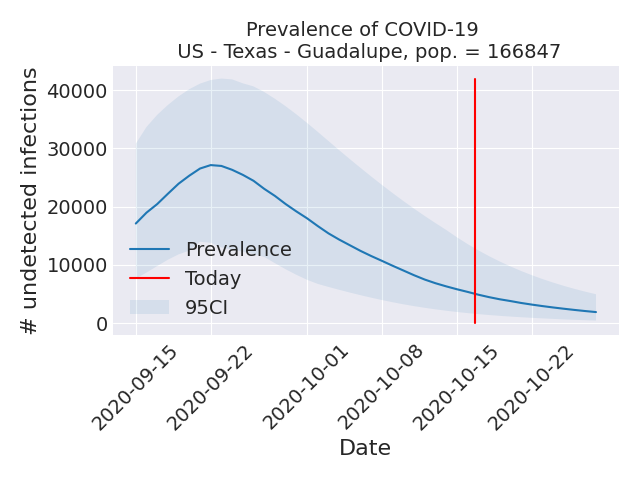 Prevalence of COVID-19
US - Texas - Guadalupe, pop. = 166847
# undetected infections
40000
30000
20000
10000
0
Prevalence
Today
95CI
2020-09-15
2020-09-22
2020-10-01
2020-10-08
2020-10-15
2020-10-22
Date